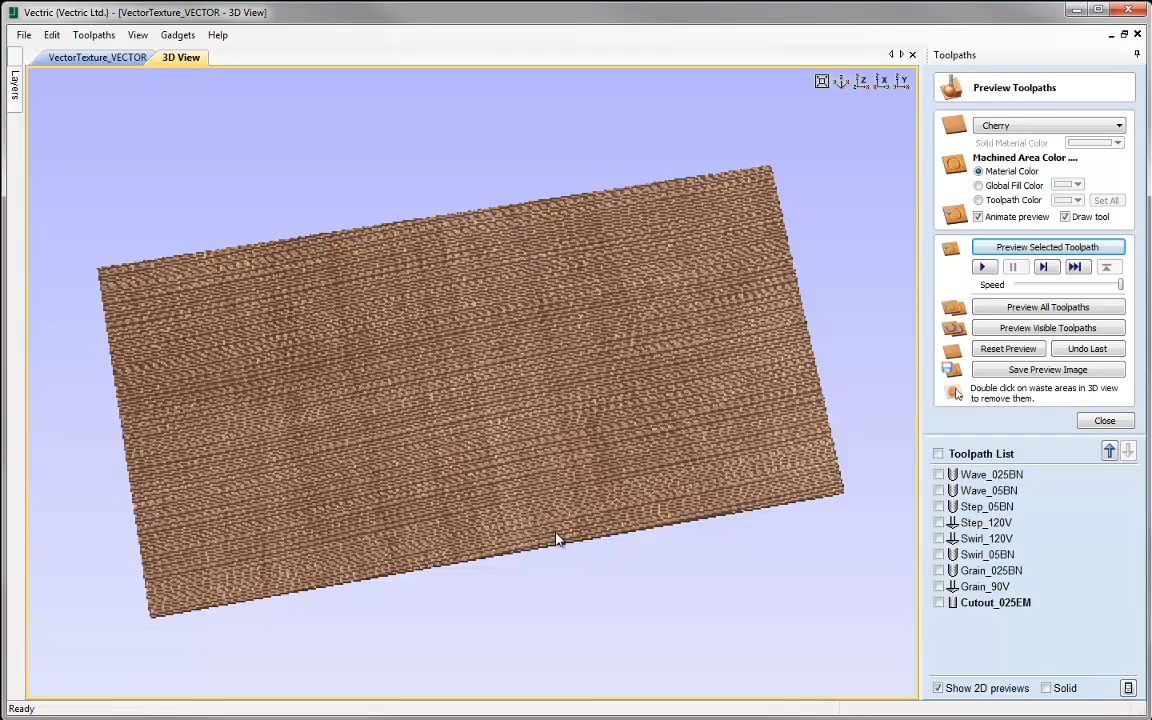 Vectric {Vectric Ltd.} - [VectorTexture_VECTOR - 3D View]
File Edit Toolpaths View Gadgets Help
VectorTexture_VECTOR 3D View
Layers
Z X Y
Toolpaths
Preview Toolpaths
Cherry
Solid Material Color
Machined Area Color ....
Material Color
Global Fill Color
Toolpath Color Set All
Animate preview Draw tool
Preview Selected Toolpath
Speed
Preview All Toolpaths
Preview Visible Toolpaths
Reset Preview Undo Last
Save Preview Image
Double click on waste areas in 3D view
to remove them.
Close
Toolpath List
Wave_025BN
Wave_05BN
Step_05BN
Step_120V
Swirl_120V
Swirl_05BN
Grain_025BN
Grain_90V
Cutout_025EM
Show 2D previews Solid
Ready